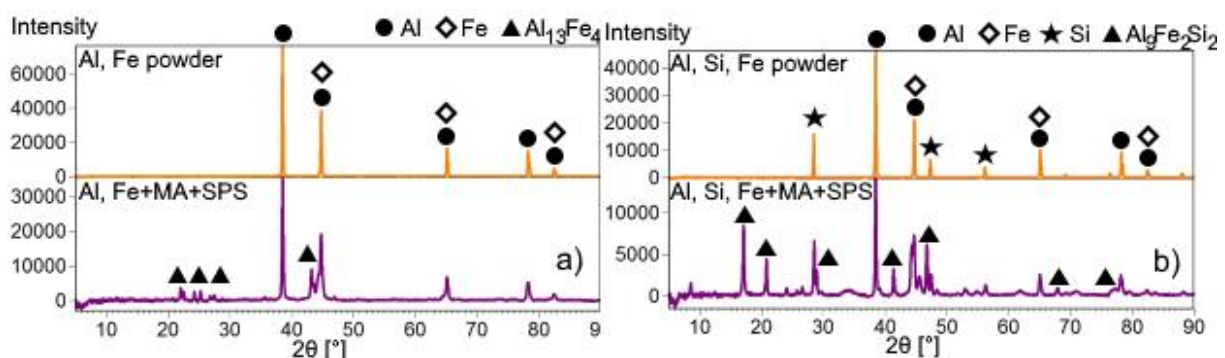 Intensity
● Al ◇ Fe ▲ Al₁₃Fe₄
Al, Fe powder
60000
40000
20000
0
Al, Fe+MA+SPS
30000
20000
10000
0
a)
10 20 30 40 50 60 70 80 90
2θ [°]
Intensity
● Al ◇ Fe ★ Si ▲ Al₉Fe₂Si₂
Al, Si, Fe powder
40000
30000
20000
10000
0
Al, Si, Fe+MA+SPS
10000
5000
0
b)
10 20 30 40 50 60 70 80 90
2θ [°]